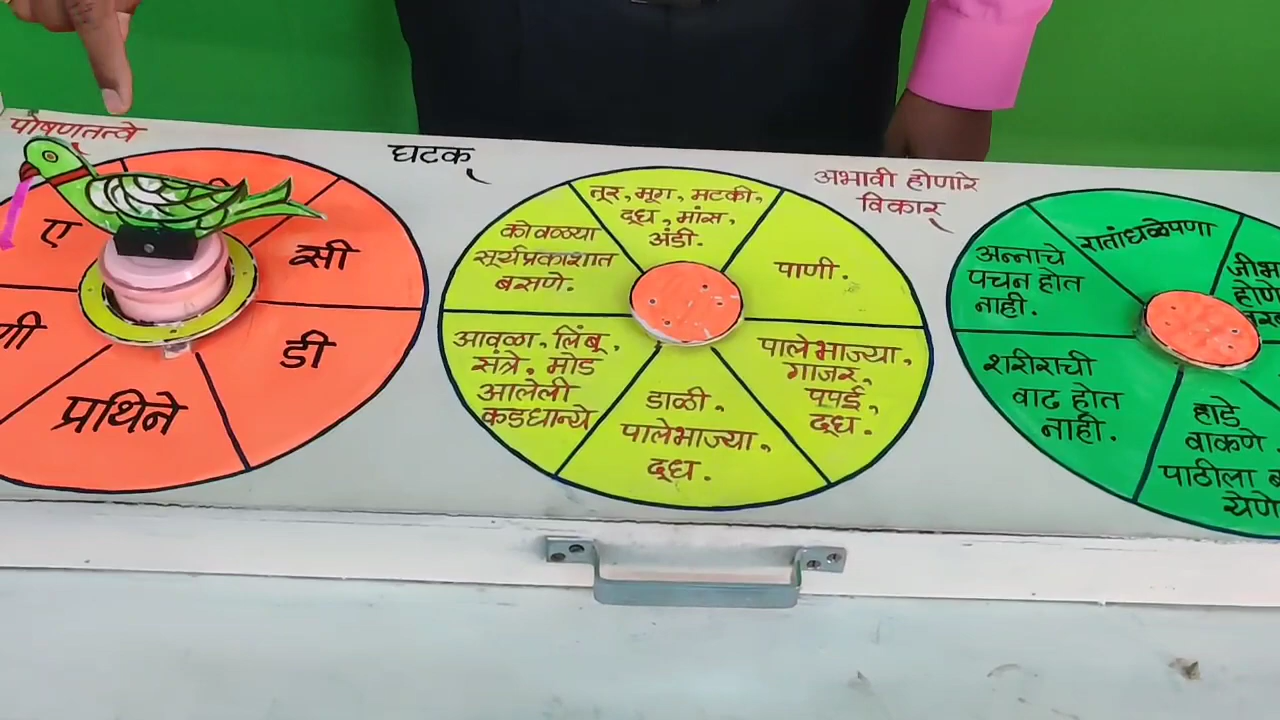 पोषणतत्वे
ए
सी
डी
प्रथिने
घटक
तूर, मूग, मटकी,
दूध, मांस,
अंडी.
पाणी.
पालेभाज्या,
गाजर,
पपई,
दूध.
डाळी,
पालेभाज्या,
दूध.
आवळा, लिंबू,
संत्रे, मोड
आलेली
कडधान्ये
कोवळ्या
सूर्यप्रकाशात
बसणे.
अभावी होणारे
विकार
रातांधळेपणा
जीभ
होणे
हाडे
वाकणे.
पाठीला
येणे
शरीराची
वाढ होत
नाही.
अन्नाचे
पचन होत
नाही.